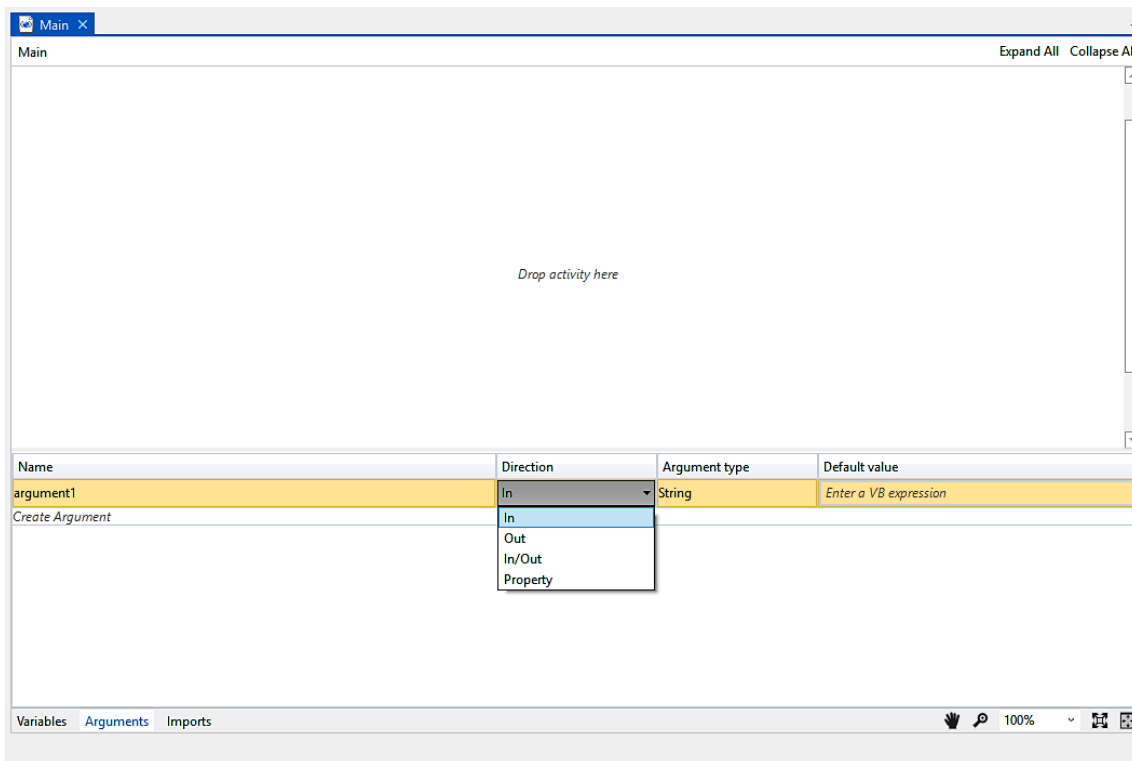 Main
Main Expand All Collapse Al
Drop activity here
Name Direction Argument type Default value
argument1 In String Enter a VB expression
Create Argument
In
Out
In/Out
Property
Variables Arguments Imports 100%